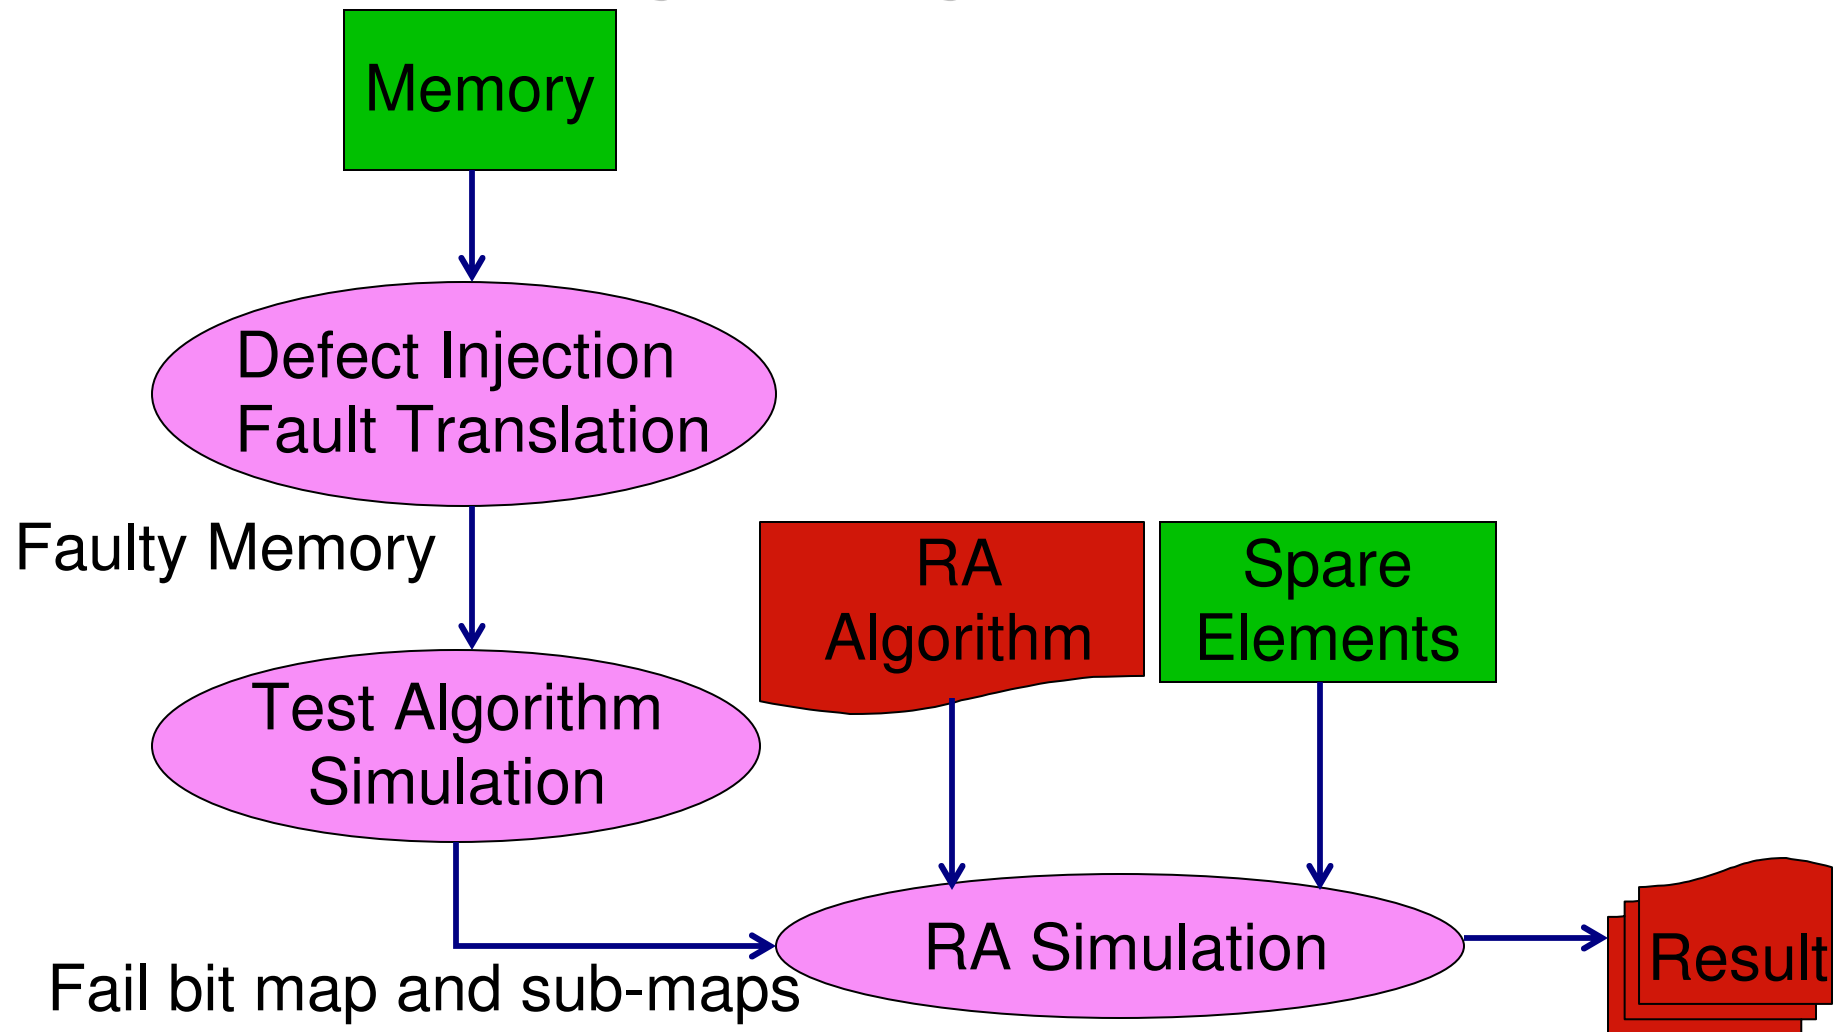 Memory
Defect Injection
Fault Translation
Faulty Memory
RA
Algorithm
Spare
Elements
Test Algorithm
Simulation
RA Simulation
Result
Fail bit map and sub-maps